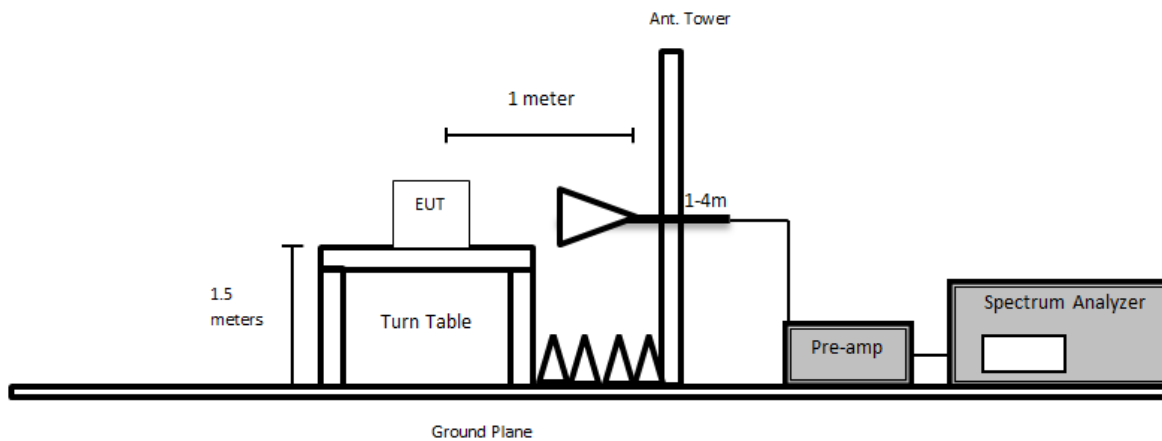 Ant. Tower
1 meter
1-4m
EUT
1.5
meters
Turn Table
Pre-amp
Spectrum Analyzer
Ground Plane